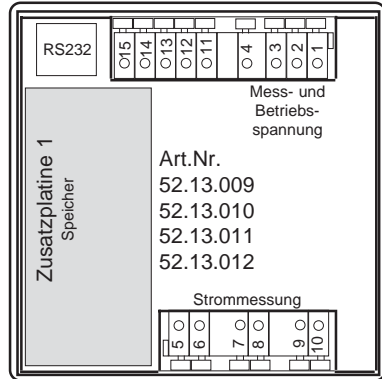 RS232
15 14 13 12 11 4 3 2 1
Mess- und
Betriebs-
spannung
Zusatzplatine 1
Speicher
Art.Nr.
52.13.009
52.13.010
52.13.011
52.13.012
Strommessung
5 6 7 8 9 10